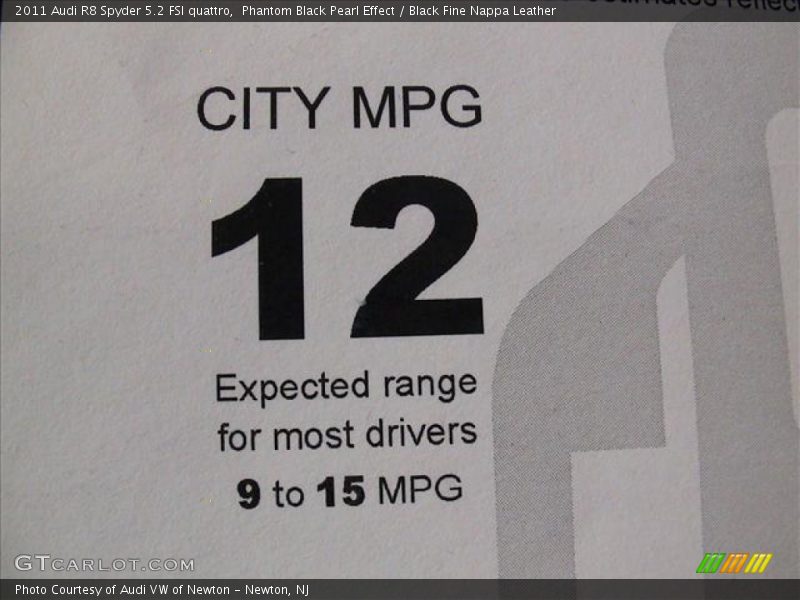 2011 Audi R8 Spyder 5.2 FSI quattro,  Phantom Black Pearl Effect / Black Fine Nappa Leather
CITY MPG
12
Expected range
for most drivers
9 to 15 MPG
GTCARLOT.COM
Photo Courtesy of Audi VW of Newton - Newton, NJ